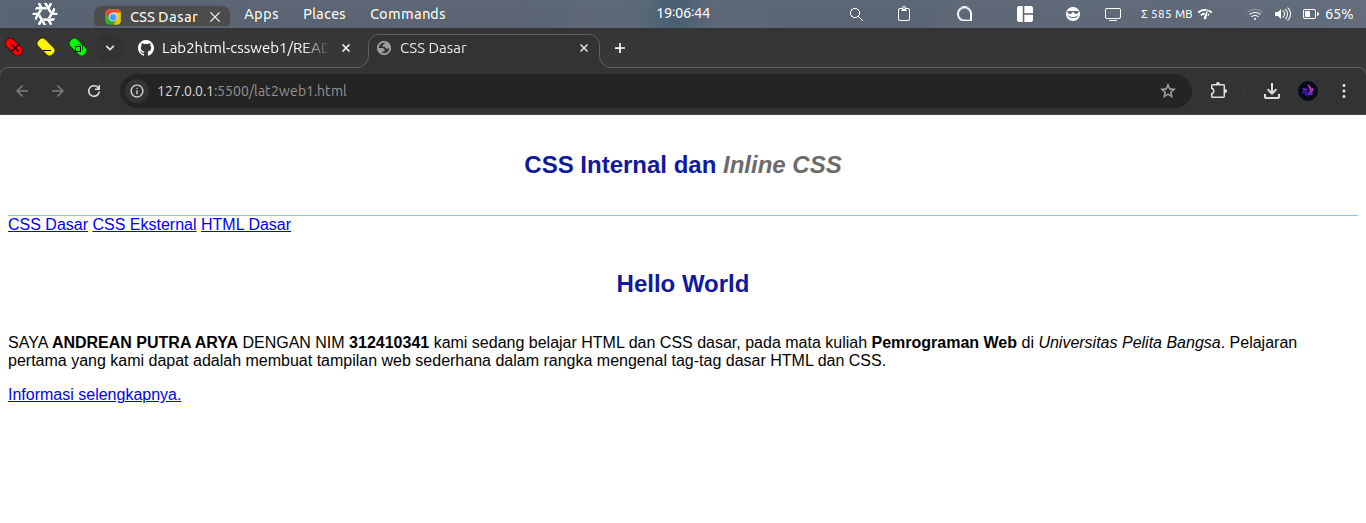 CSS Dasar Apps Places Commands 19:06:44 Σ 585 MB 65%
Lab2html-cssweb1/READ CSS Dasar
127.0.0.1:5500/lat2web1.html
CSS Internal dan Inline CSS
CSS Dasar CSS Eksternal HTML Dasar
Hello World
SAYA ANDREAN PUTRA ARYA DENGAN NIM 312410341 kami sedang belajar HTML dan CSS dasar, pada mata kuliah Pemrograman Web di Universitas Pelita Bangsa. Pelajaran
pertama yang kami dapat adalah membuat tampilan web sederhana dalam rangka mengenal tag-tag dasar HTML dan CSS.
Informasi selengkapnya.